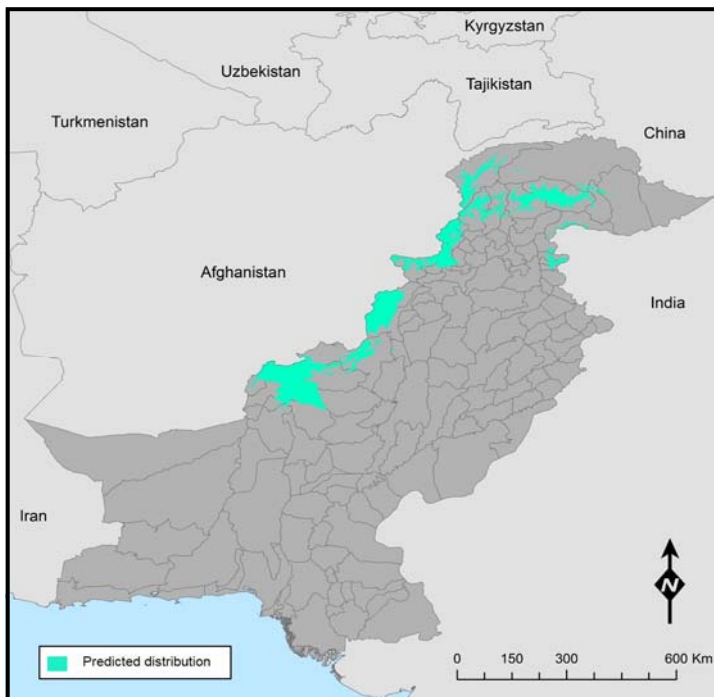 Kyrgyzstan
Uzbekistan
Tajikistan
Turkmenistan
China
Afghanistan
India
Iran
N
Predicted distribution
0 150 300 600 Km